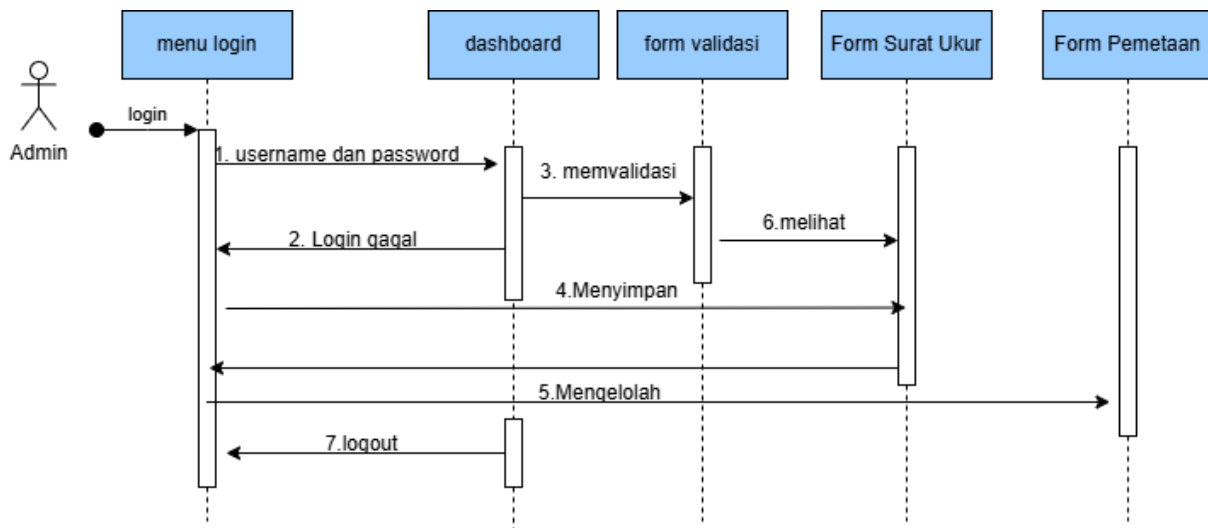 menu login
dashboard
form validasi
Form Surat Ukur
Form Pemetaan
Admin
login
1. username dan password
3. memvalidasi
6.melihat
2. Login gagal
4.Menyimpan
5.Mengelolah
7.logout